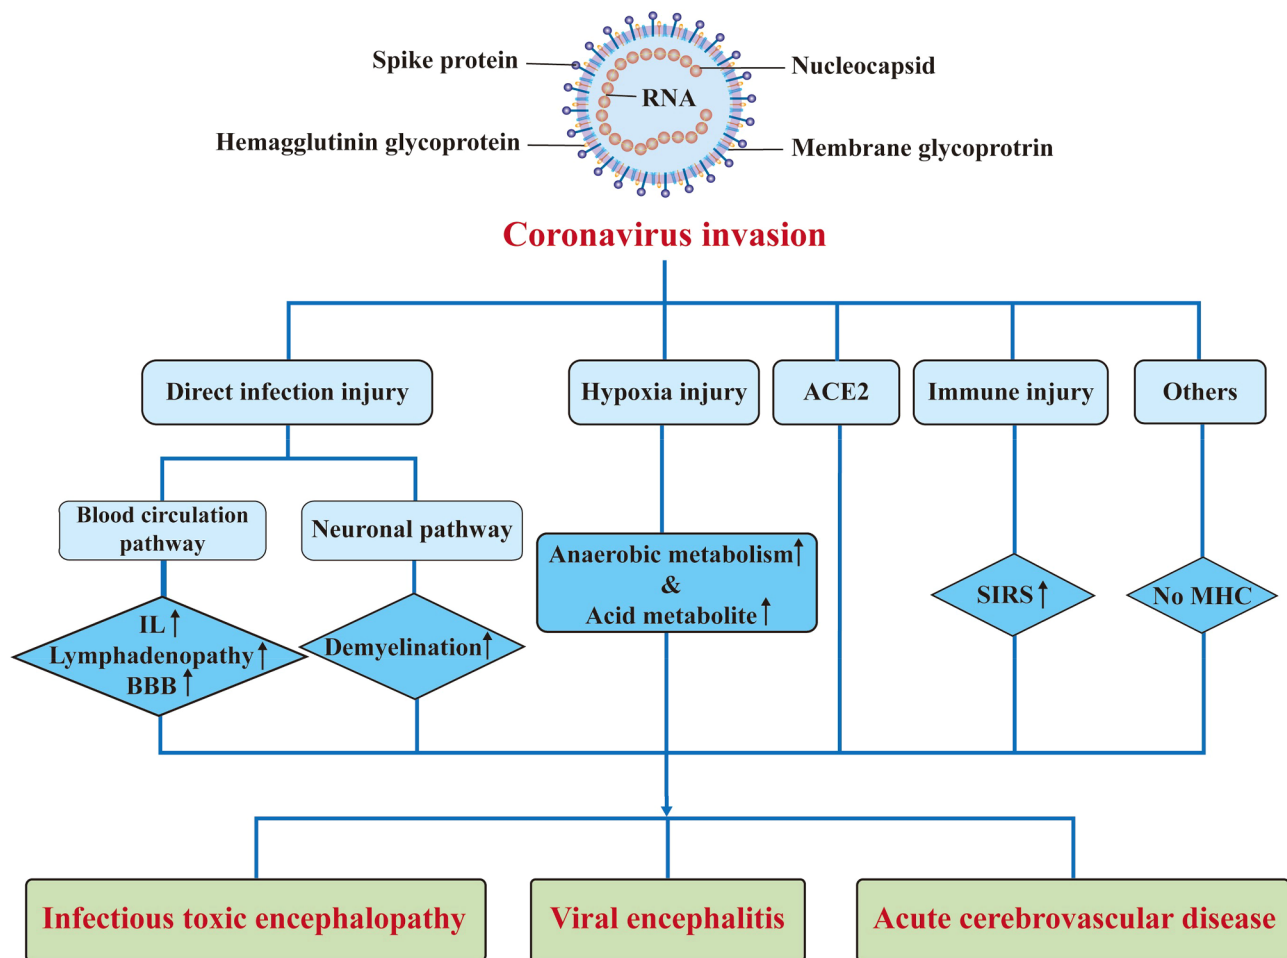 Spike protein
Nucleocapsid
RNA
Hemagglutinin glycoprotein
Membrane glycoprotrin
Coronavirus invasion
Direct infection injury
Hypoxia injury
ACE2
Immune injury
Others
Blood circulation
pathway
Neuronal pathway
Anaerobic metabolism↑
&
Acid metabolite↑
SIRS↑
No MHC
IL↑
Lymphadenopathy↑
BBB↑
Demyelination↑
Infectious toxic encephalopathy
Viral encephalitis
Acute cerebrovascular disease